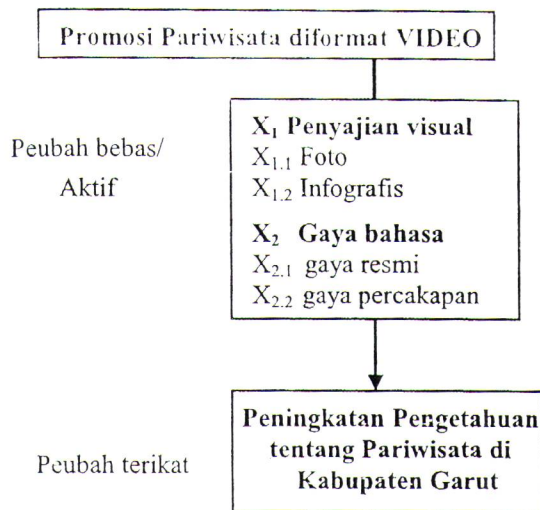 Promosi Pariwisata diformat VIDEO
Peubah bebas/
Aktif
X₁ Penyajian visual
X₁.₁ Foto
X₁.₂ Infografis
X₂ Gaya bahasa
X₂.₁ gaya resmi
X₂.₂ gaya percakapan
Peubah terikat
Peningkatan Pengetahuan
tentang Pariwisata di
Kabupaten Garut